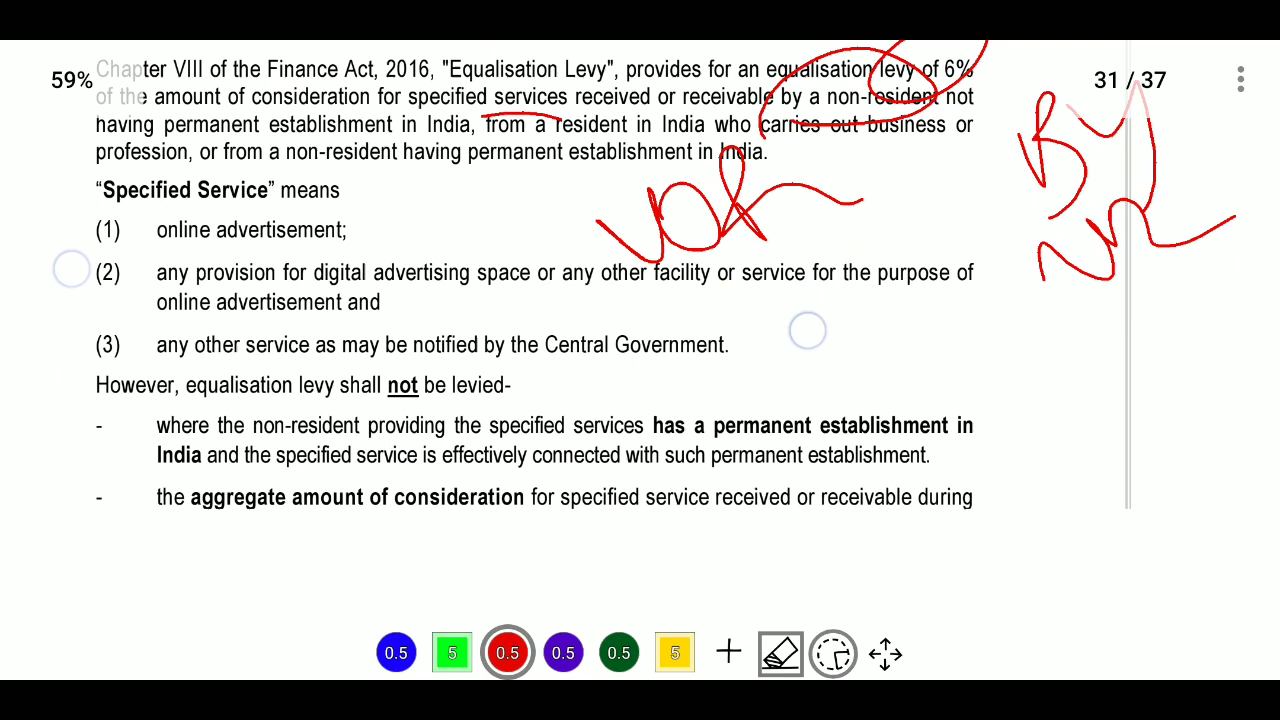 59%
31 / 37
Chapter VIII of the Finance Act, 2016, "Equalisation Levy", provides for an equalisation levy of 6%
of the amount of consideration for specified services received or receivable by a non-resident not
having permanent establishment in India, from a resident in India who carries out business or
profession, or from a non-resident having permanent establishment in India.
“Specified Service” means
(1) online advertisement;
(2) any provision for digital advertising space or any other facility or service for the purpose of
online advertisement and
(3) any other service as may be notified by the Central Government.
However, equalisation levy shall not be levied-
- where the non-resident providing the specified services has a permanent establishment in
India and the specified service is effectively connected with such permanent establishment.
- the aggregate amount of consideration for specified service received or receivable during
0.5 5 0.5 0.5 0.5 5